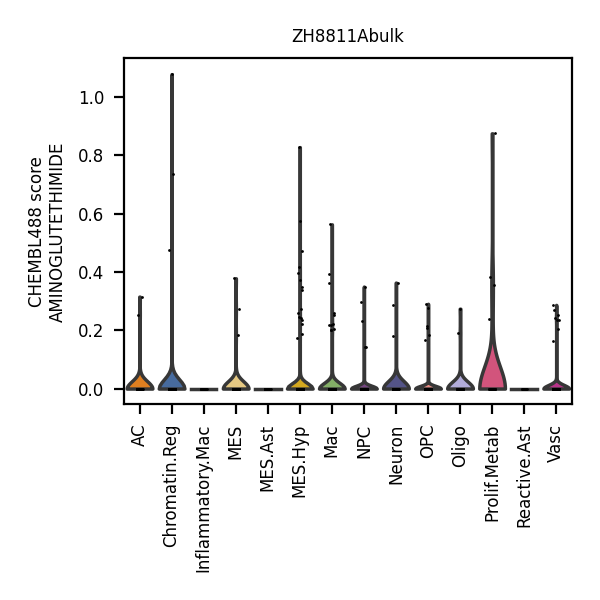 ZH8811Abulk
CHEMBL488 score
AMINOGLUTETHIMIDE
1.0
0.8
0.6
0.4
0.2
0.0
AC
Chromatin.Reg
Inflammatory.Mac
MES
MES.Ast
MES.Hyp
Mac
NPC
Neuron
OPC
Oligo
Prolif.Metab
Reactive.Ast
Vasc